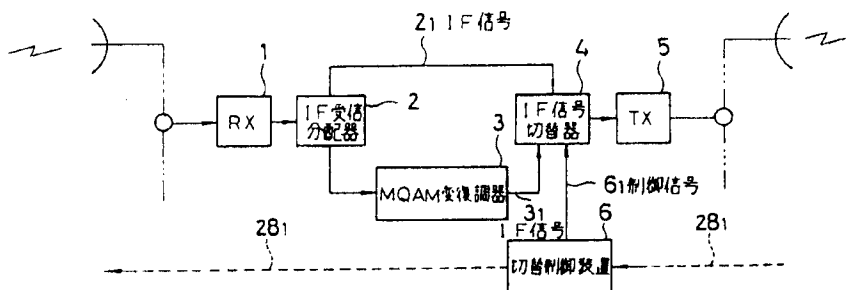 2₁ IF信号
1
4
5
RX
IF受信
分配器
2
IF信号
切替器
TX
3
MQAM変復調器
3₁
IF信号
6₁制御信号
6
28₁
切替制御装置
28₁